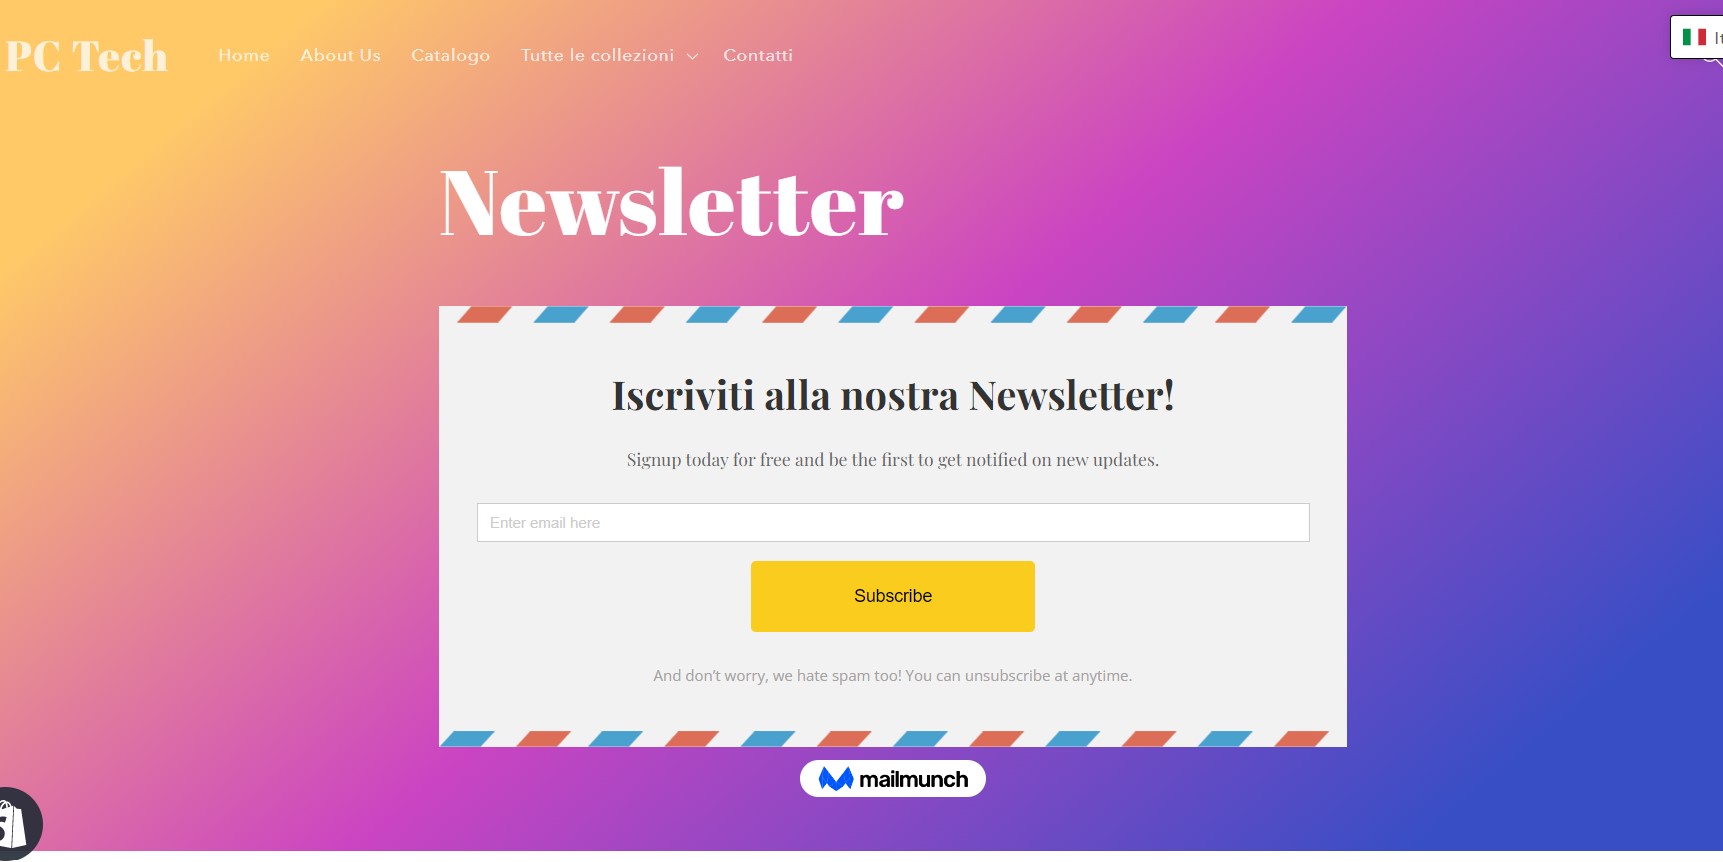 PC Tech
Home About Us Catalogo Tutte le collezioni Contatti
Newsletter
Iscriviti alla nostra Newsletter!
Signup today for free and be the first to get notified on new updates.
Enter email here
Subscribe
And don't worry, we hate spam too! You can unsubscribe at anytime.
mailmunch